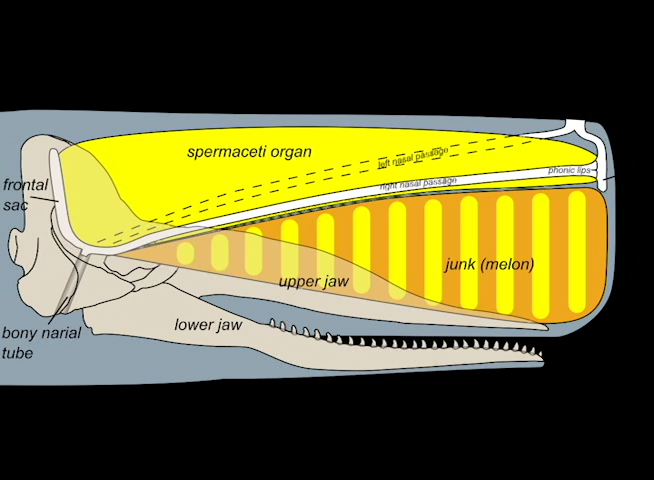 spermaceti organ
left nasal passage
phonic lips
right nasal passage
frontal
sac
junk (melon)
upper jaw
lower jaw
bony narial
tube